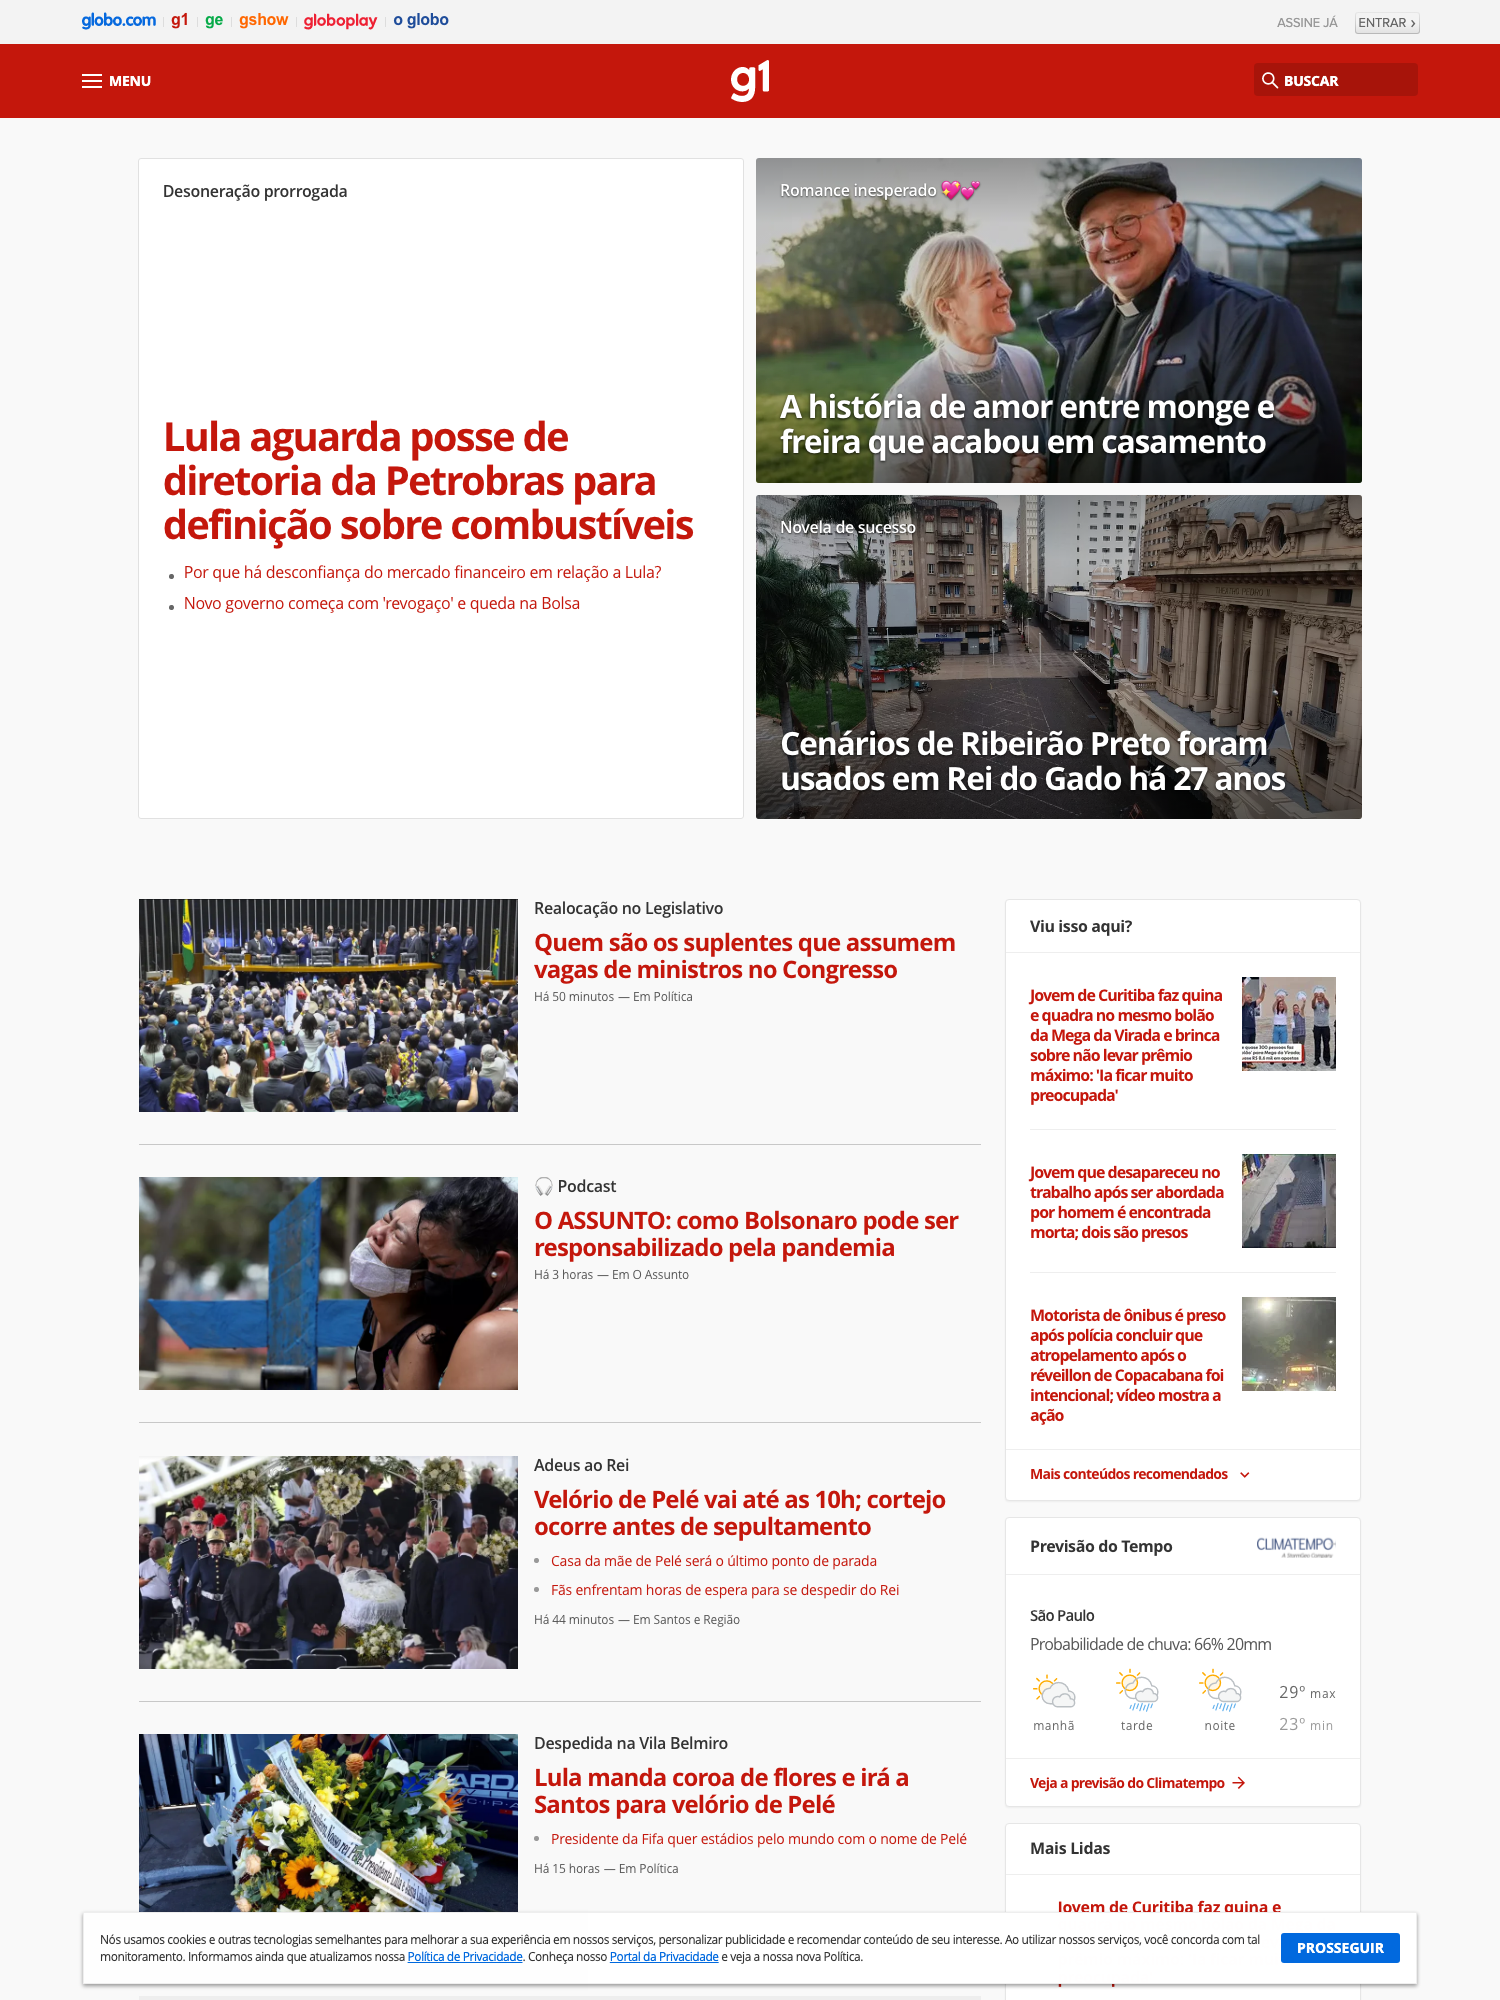 globo.com g1 ge gshow globoplay o globo
ASSINE JÁ ENTRAR ›
MENU
g1
BUSCAR
Desoneração prorrogada
Lula aguarda posse de
diretoria da Petrobras para
definição sobre combustíveis
Por que há desconfiança do mercado financeiro em relação a Lula?
Novo governo começa com 'revogaço' e queda na Bolsa
Romance inesperado 💖💕
A história de amor entre monge e
freira que acabou em casamento
Novela de sucesso
Cenários de Ribeirão Preto foram
usados em Rei do Gado há 27 anos
Realocação no Legislativo
Quem são os suplentes que assumem
vagas de ministros no Congresso
Há 50 minutos — Em Política
🎧 Podcast
O ASSUNTO: como Bolsonaro pode ser
responsabilizado pela pandemia
Há 3 horas — Em O Assunto
Adeus ao Rei
Velório de Pelé vai até as 10h; cortejo
ocorre antes de sepultamento
Casa da mãe de Pelé será o último ponto de parada
Fãs enfrentam horas de espera para se despedir do Rei
Há 44 minutos — Em Santos e Região
Despedida na Vila Belmiro
Lula manda coroa de flores e irá a
Santos para velório de Pelé
Presidente da Fifa quer estádios pelo mundo com o nome de Pelé
Há 15 horas — Em Política
Viu isso aqui?
Jovem de Curitiba faz quina
e quadra no mesmo bolão
da Mega da Virada e brinca
sobre não levar prêmio
máximo: 'Ia ficar muito
preocupada'
Jovem que desapareceu no
trabalho após ser abordada
por homem é encontrada
morta; dois são presos
Motorista de ônibus é preso
após polícia concluir que
atropelamento após o
réveillon de Copacabana foi
intencional; vídeo mostra a
ação
Mais conteúdos recomendados
Previsão do Tempo
CLIMATEMPO
A StormGeo Company
São Paulo
Probabilidade de chuva: 66% 20mm
manhã tarde noite
29º max
23º min
Veja a previsão do Climatempo →
Mais Lidas
Jovem de Curitiba faz quina e
Nós usamos cookies e outras tecnologias semelhantes para melhorar a sua experiência em nossos serviços, personalizar publicidade e recomendar conteúdo de seu interesse. Ao utilizar nossos serviços, você concorda com tal
monitoramento. Informamos ainda que atualizamos nossa Política de Privacidade. Conheça nosso Portal da Privacidade e veja a nossa nova Política.
PROSSEGUIR